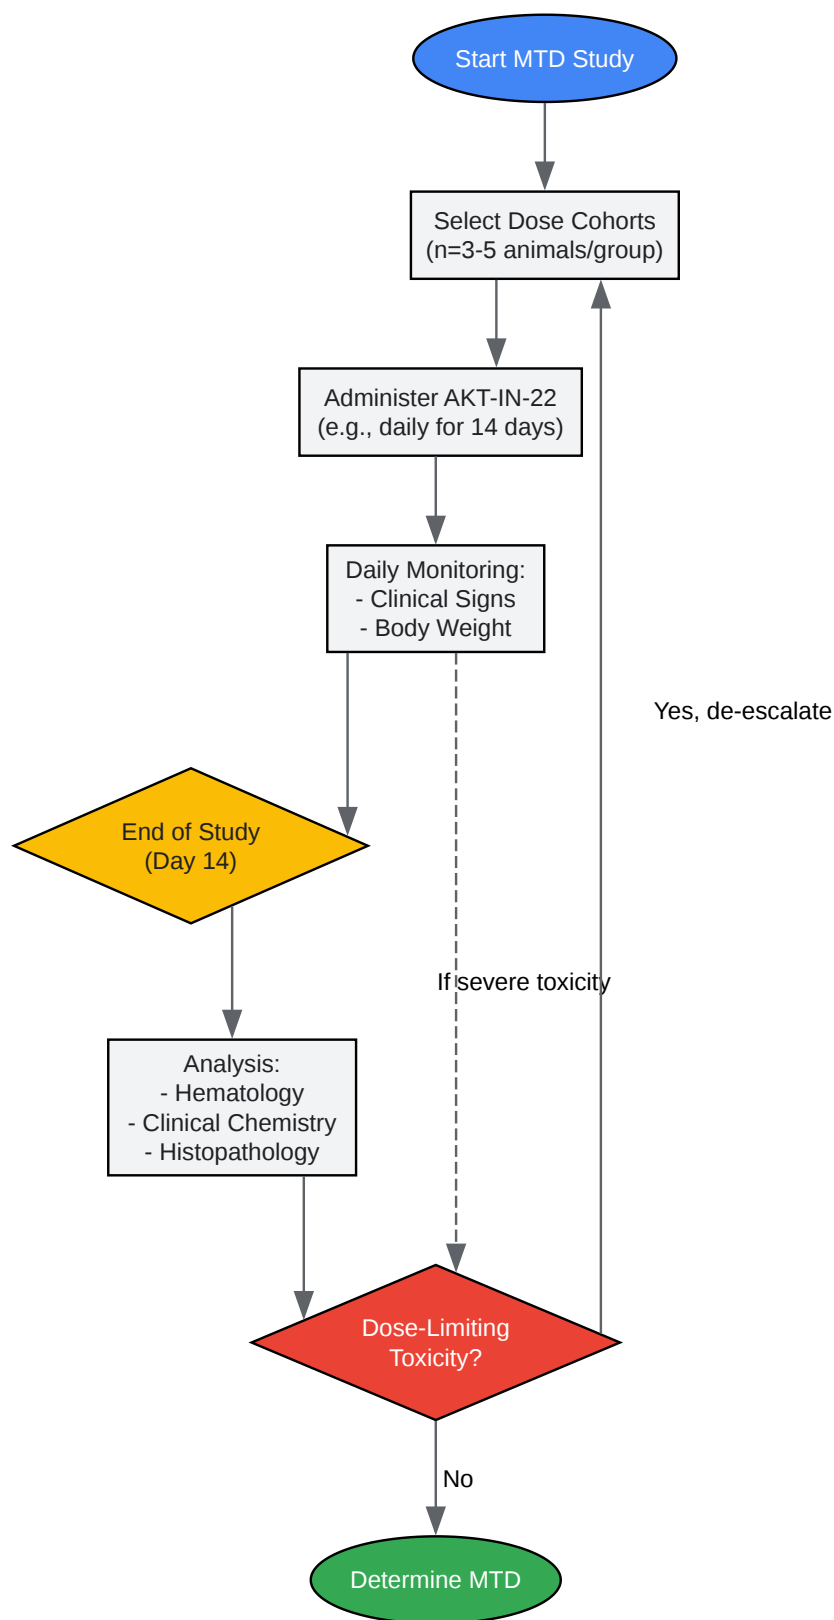 Start MTD Study
Select Dose Cohorts
(n=3-5 animals/group)
Administer AKT-IN-22
(e.g., daily for 14 days)
Daily Monitoring:
- Clinical Signs
- Body Weight
Yes, de-escalate
End of Study
(Day 14)
If severe toxicity
Analysis:
- Hematology
- Clinical Chemistry
- Histopathology
Dose-Limiting
Toxicity?
No
Determine MTD